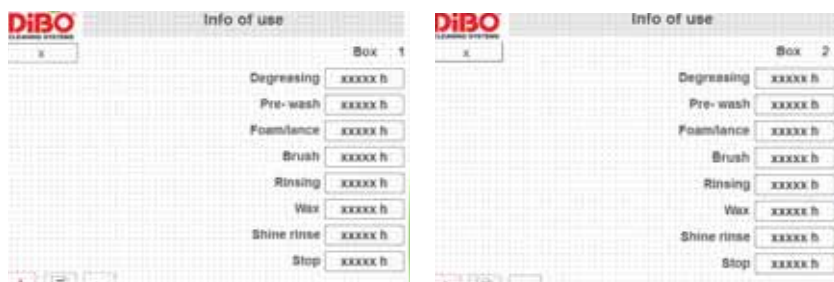 DiBO
CLEANING SYSTEMS
Info of use
x
Box 1
Degreasing xxxxx h
Pre- wash xxxxx h
Foam/lance xxxxx h
Brush xxxxx h
Rinsing xxxxx h
Wax xxxxx h
Shine rinse xxxxx h
Stop xxxxx h
DiBO
CLEANING SYSTEMS
Info of use
x
Box 2
Degreasing xxxxx h
Pre- wash xxxxx h
Foam/lance xxxxx h
Brush xxxxx h
Rinsing xxxxx h
Wax xxxxx h
Shine rinse xxxxx h
Stop xxxxx h